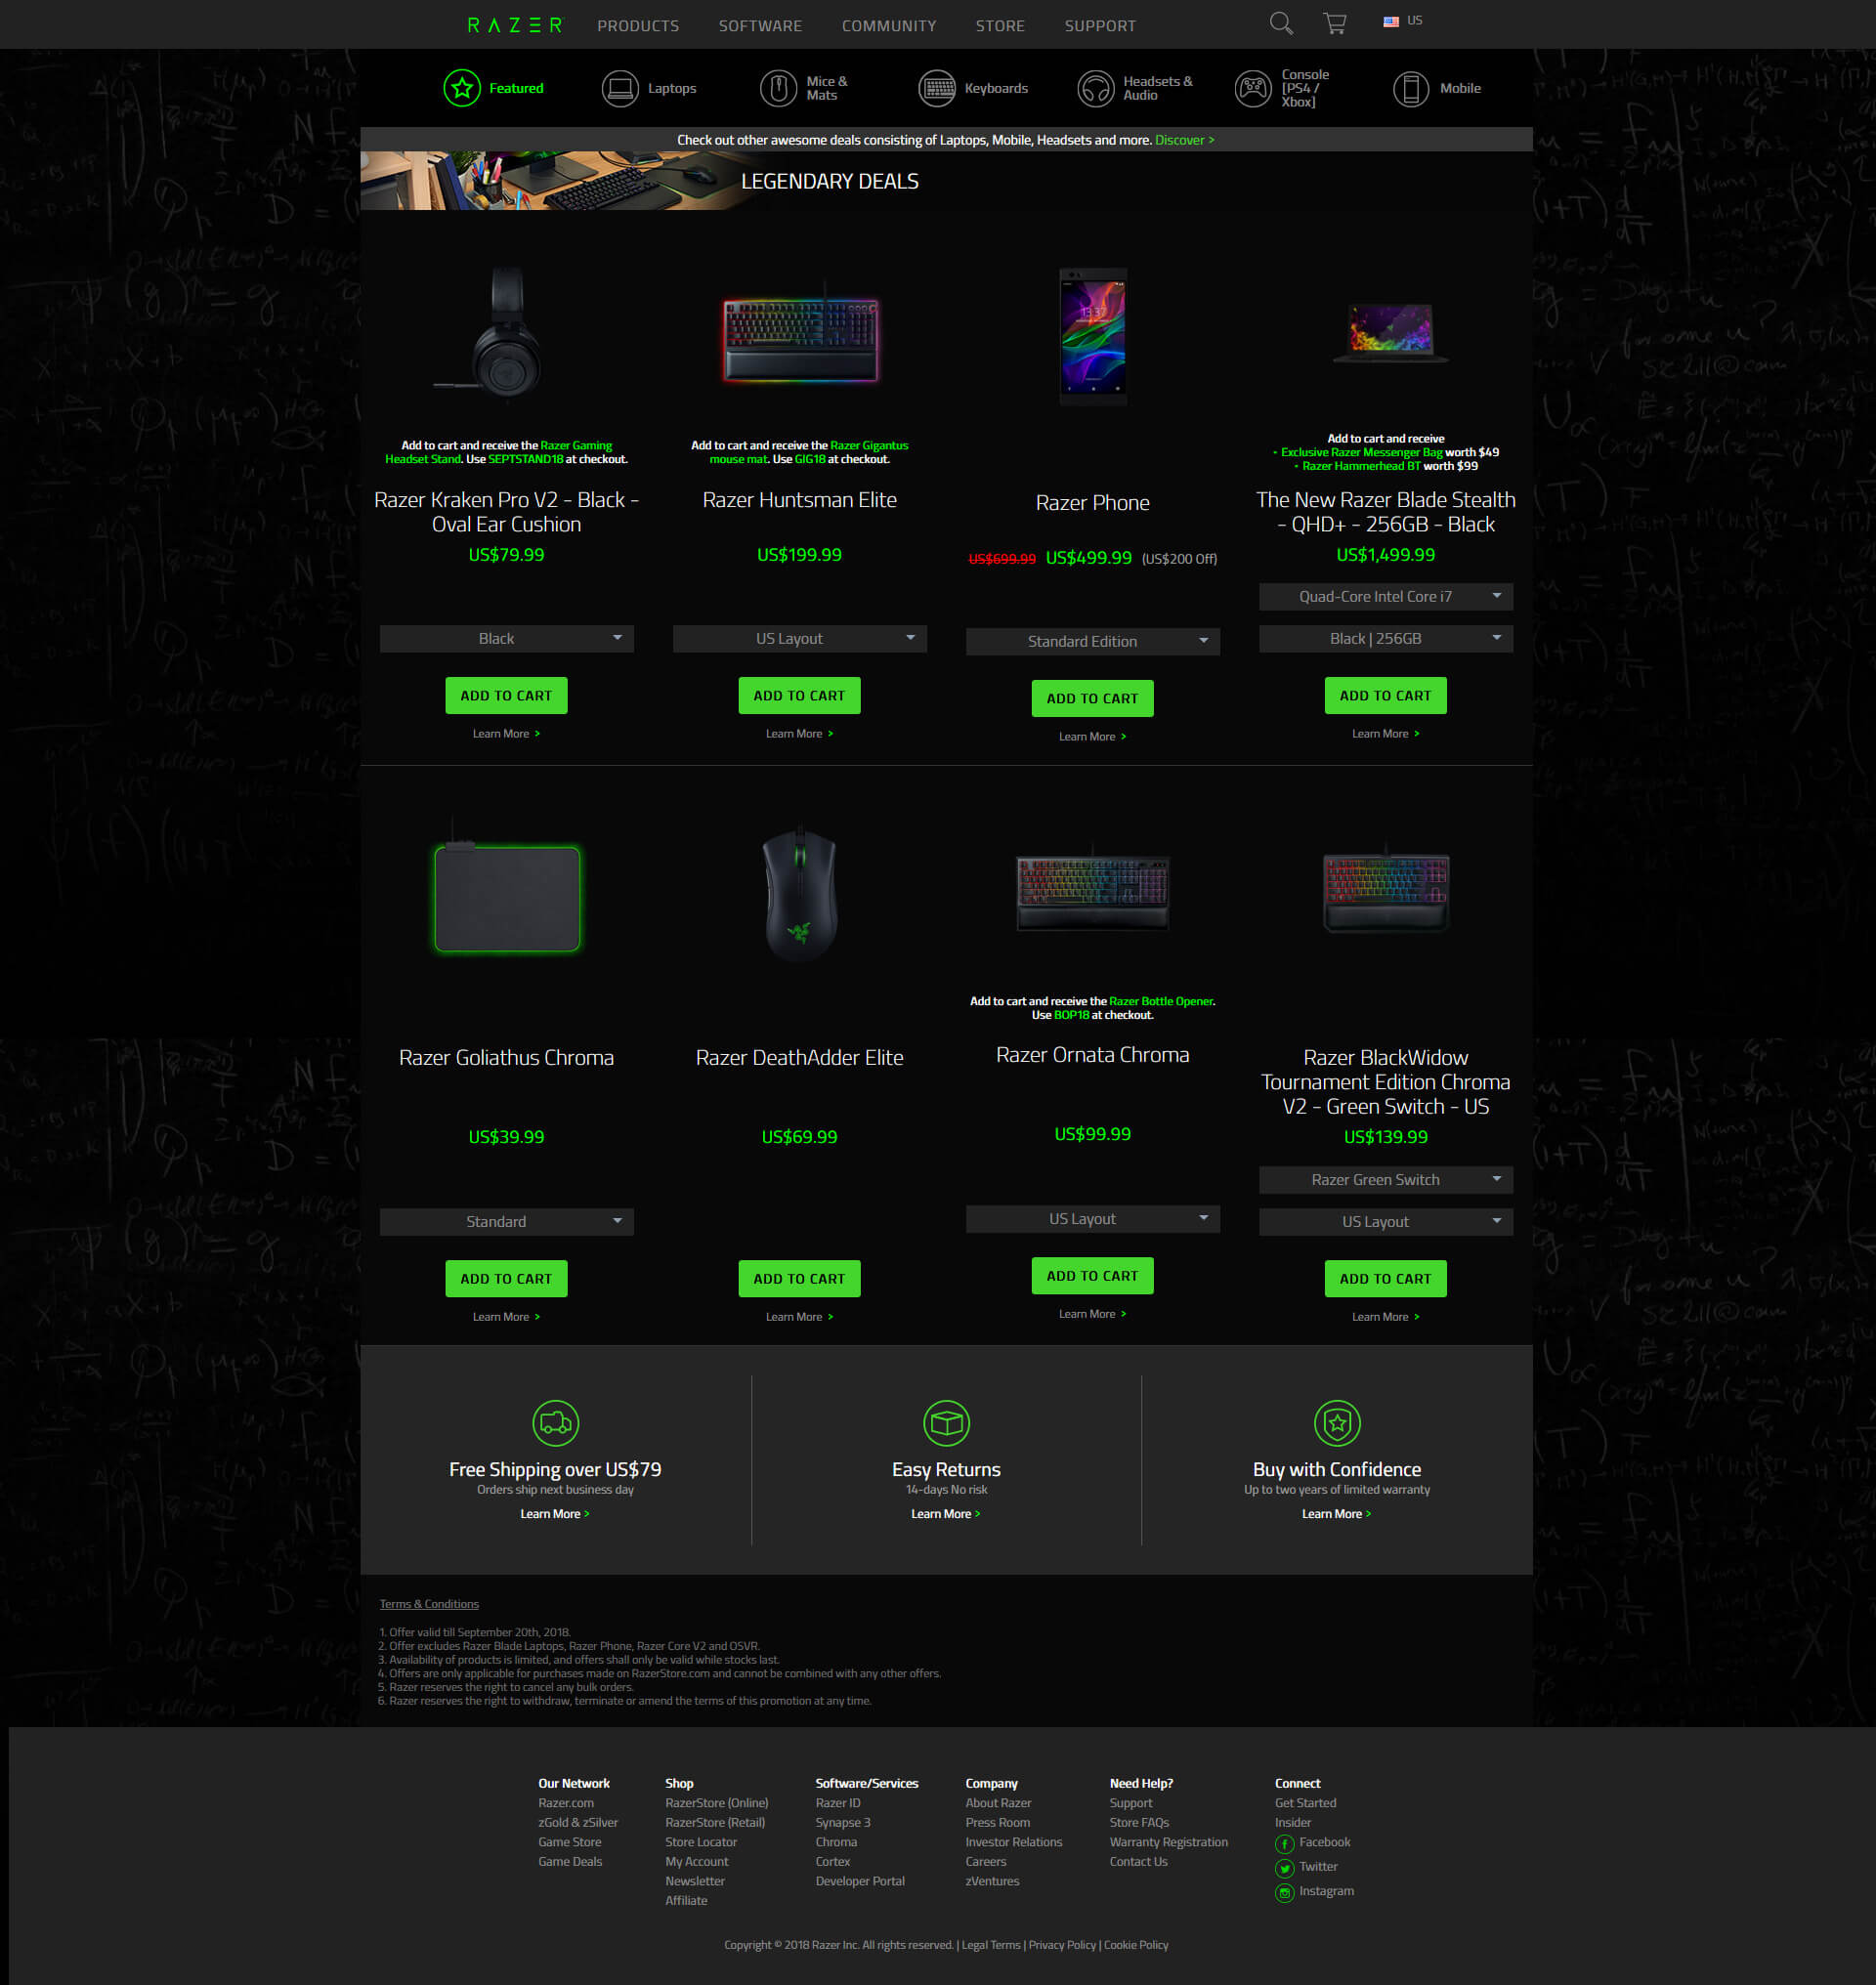 RAZER
PRODUCTS
SOFTWARE
COMMUNITY
STORE
SUPPORT
US
Featured
Laptops
Mice &
Mats
Keyboards
Headsets &
Audio
Console
[PS4 /
Xbox]
Mobile
Check out other awesome deals consisting of Laptops, Mobile, Headsets and more. Discover >
LEGENDARY DEALS
Add to cart and receive the Razer Gaming
Headset Stand. Use SEPTSTAND18 at checkout.
Razer Kraken Pro V2 - Black -
Oval Ear Cushion
US$79.99
Black
ADD TO CART
Learn More >
Add to cart and receive the Razer Gigantus
mouse mat. Use GIG18 at checkout.
Razer Huntsman Elite
US$199.99
US Layout
ADD TO CART
Learn More >
Razer Phone
US$699.99 US$499.99 (US$200 Off)
Standard Edition
ADD TO CART
Learn More >
Add to cart and receive
• Exclusive Razer Messenger Bag worth $49
• Razer Hammerhead BT worth $99
The New Razer Blade Stealth
- QHD+ - 256GB - Black
US$1,499.99
Quad-Core Intel Core i7
Black | 256GB
ADD TO CART
Learn More >
Razer Goliathus Chroma
US$39.99
Standard
ADD TO CART
Learn More >
Razer DeathAdder Elite
US$69.99
ADD TO CART
Learn More >
Add to cart and receive the Razer Bottle Opener.
Use BOP18 at checkout.
Razer Ornata Chroma
US$99.99
US Layout
ADD TO CART
Learn More >
Razer BlackWidow
Tournament Edition Chroma
V2 - Green Switch - US
US$139.99
Razer Green Switch
US Layout
ADD TO CART
Learn More >
Free Shipping over US$79
Orders ship next business day
Learn More >
Easy Returns
14-days No risk
Learn More >
Buy with Confidence
Up to two years of limited warranty
Learn More >
Terms & Conditions
1. Offer valid till September 20th, 2018.
2. Offer excludes Razer Blade Laptops, Razer Phone, Razer Core V2 and OSVR.
3. Availability of products is limited, and offers shall only be valid while stocks last.
4. Offers are only applicable for purchases made on RazerStore.com and cannot be combined with any other offers.
5. Razer reserves the right to cancel any bulk orders.
6. Razer reserves the right to withdraw, terminate or amend the terms of this promotion at any time.
Our Network
Razer.com
zGold & zSilver
Game Store
Game Deals
Shop
RazerStore (Online)
RazerStore (Retail)
Store Locator
My Account
Newsletter
Affiliate
Software/Services
Razer ID
Synapse 3
Chroma
Cortex
Developer Portal
Company
About Razer
Press Room
Investor Relations
Careers
zVentures
Need Help?
Support
Store FAQs
Warranty Registration
Contact Us
Connect
Get Started
Insider
Facebook
Twitter
Instagram
Copyright © 2018 Razer Inc. All rights reserved. | Legal Terms | Privacy Policy | Cookie Policy